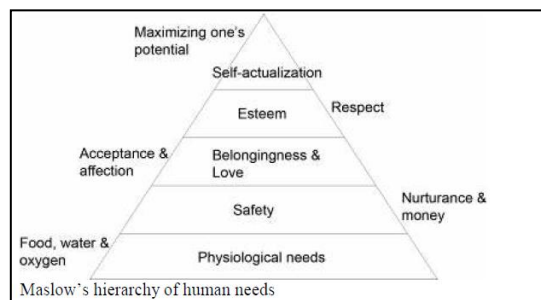 Maximizing one's
potential
Self-actualization
Esteem
Respect
Acceptance &
affection
Belongingness &
Love
Nurturance &
money
Safety
Food, water &
oxygen
Physiological needs
Maslow's hierarchy of human needs